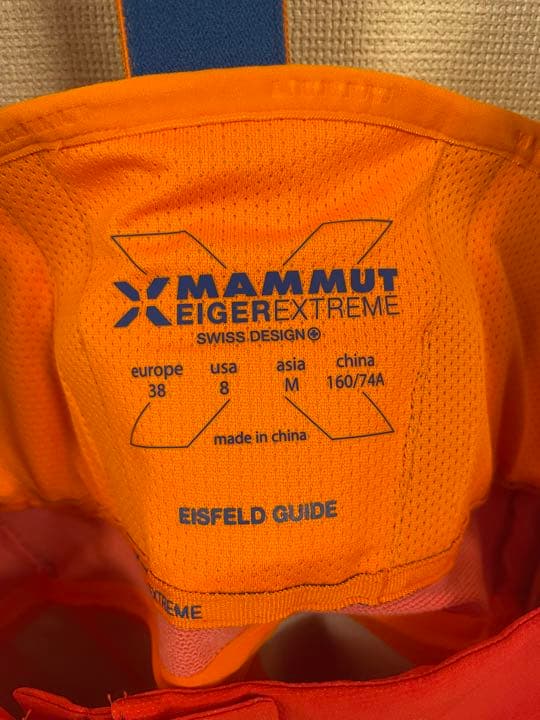 MAMMUT
EIGEREXTREME
SWISS DESIGN
europe usa asia china
38 8 M 160/74A
made in china
EISFELD GUIDE
EXTREME